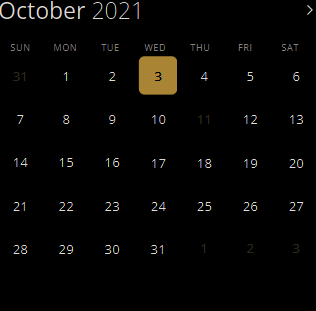 October 2021 >
SUN MON TUE WED THU FRI SAT
31 1 2 3 4 5 6
7 8 9 10 11 12 13
14 15 16 17 18 19 20
21 22 23 24 25 26 27
28 29 30 31 1 2 3